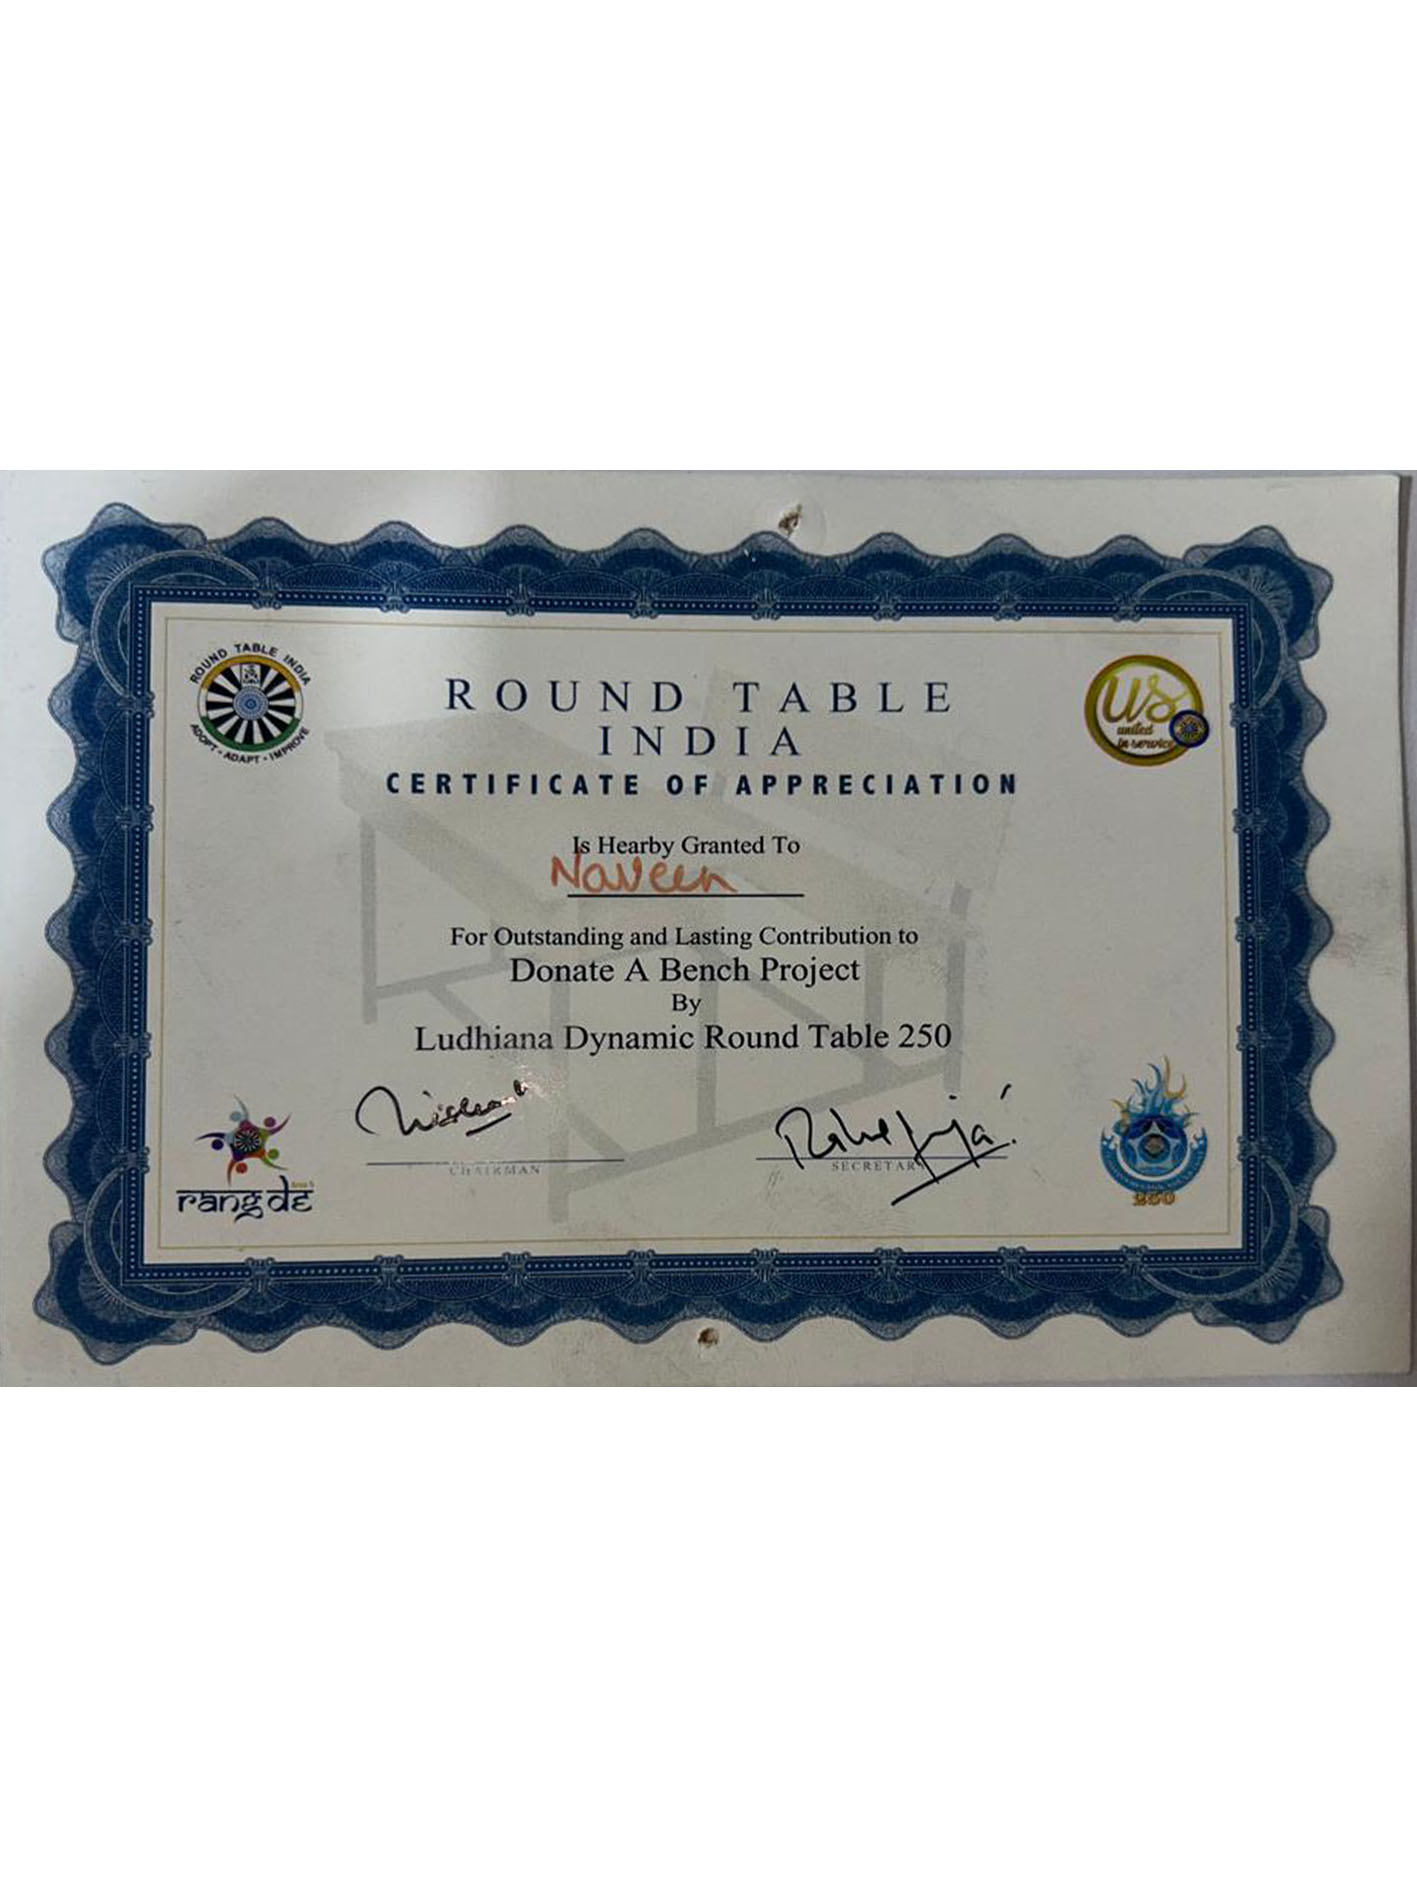 ROUND TABLE INDIA
ADOPT - ADAPT - IMPROVE
us
united
in service
ROUND TABLE
INDIA
CERTIFICATE OF APPRECIATION
Is Hearby Granted To
Naveen
For Outstanding and Lasting Contribution to
Donate A Bench Project
By
Ludhiana Dynamic Round Table 250
CHAIRMAN
SECRETARY
rang de
250